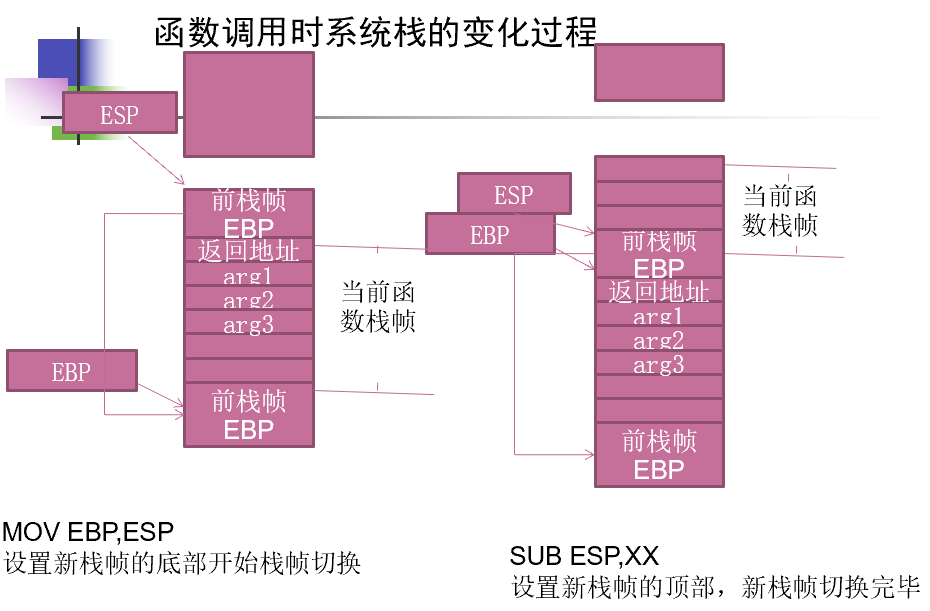 函数调用时系统栈的变化过程
ESP
前栈帧
EBP
返回地址
arg1
arg2
arg3
当前函
数栈帧
EBP
前栈帧
EBP
MOV EBP,ESP
设置新栈帧的底部开始栈帧切换
ESP
EBP
当前函
数栈帧
前栈帧
EBP
返回地址
arg1
arg2
arg3
前栈帧
EBP
SUB ESP,XX
设置新栈帧的顶部，新栈帧切换完毕